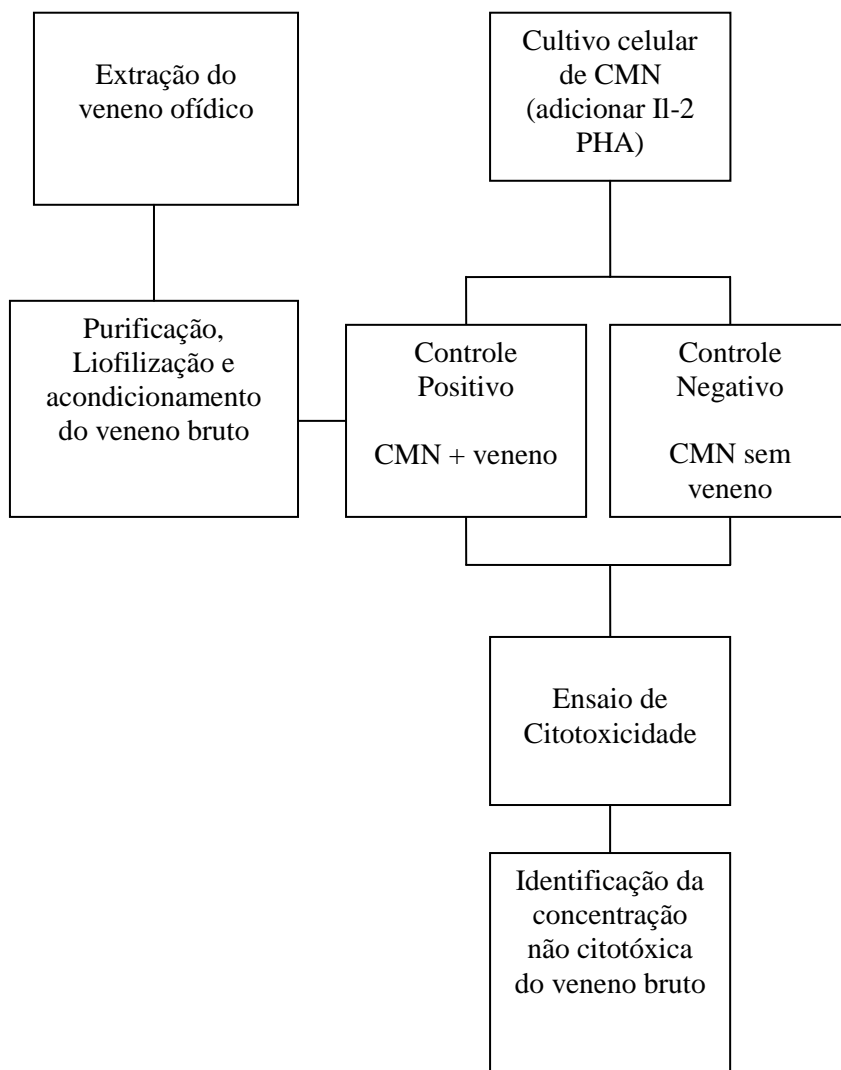 Extração do
veneno ofídico
Cultivo celular
de CMN
(adicionar Il-2
PHA)
Purificação,
Liofilização e
acondicionamento
do veneno bruto
Controle
Positivo
CMN + veneno
Controle
Negativo
CMN sem
veneno
Ensaio de
Citotoxicidade
Identificação da
concentração
não citotóxica
do veneno bruto